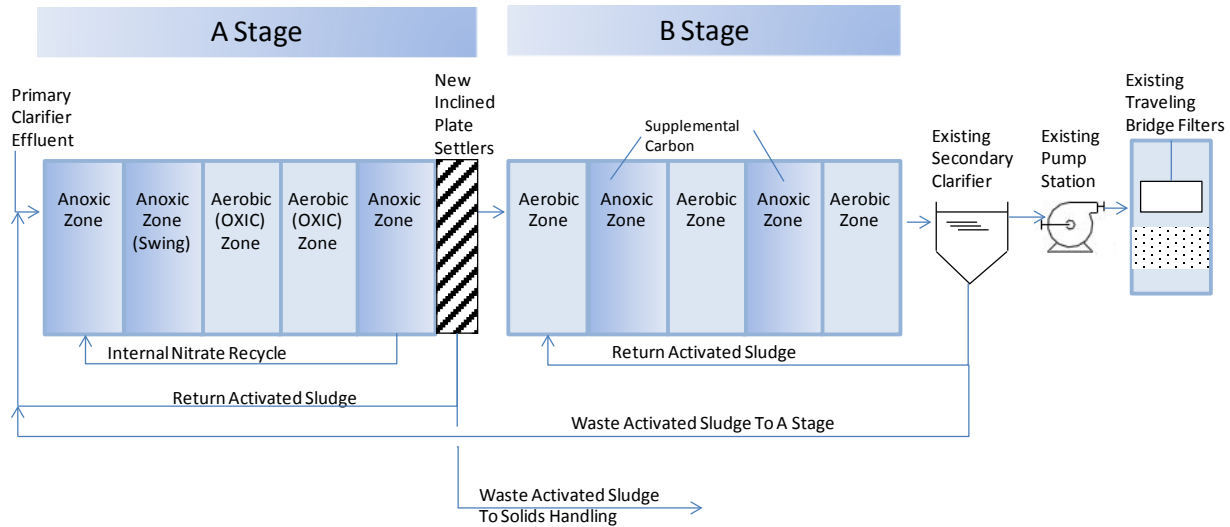 A Stage
B Stage
Primary
Clarifier
Effluent
New
Inclined
Plate
Settlers
Supplemental
Carbon
Existing
Secondary
Clarifier
Existing
Pump
Station
Existing
Traveling
Bridge Filters
Anoxic
Zone
Anoxic
Zone
(Swing)
Aerobic
(OXIC)
Zone
Aerobic
(OXIC)
Zone
Anoxic
Zone
Aerobic
Zone
Anoxic
Zone
Aerobic
Zone
Anoxic
Zone
Aerobic
Zone
Internal Nitrate Recycle
Return Activated Sludge
Return Activated Sludge
Waste Activated Sludge To A Stage
Waste Activated Sludge
To Solids Handling